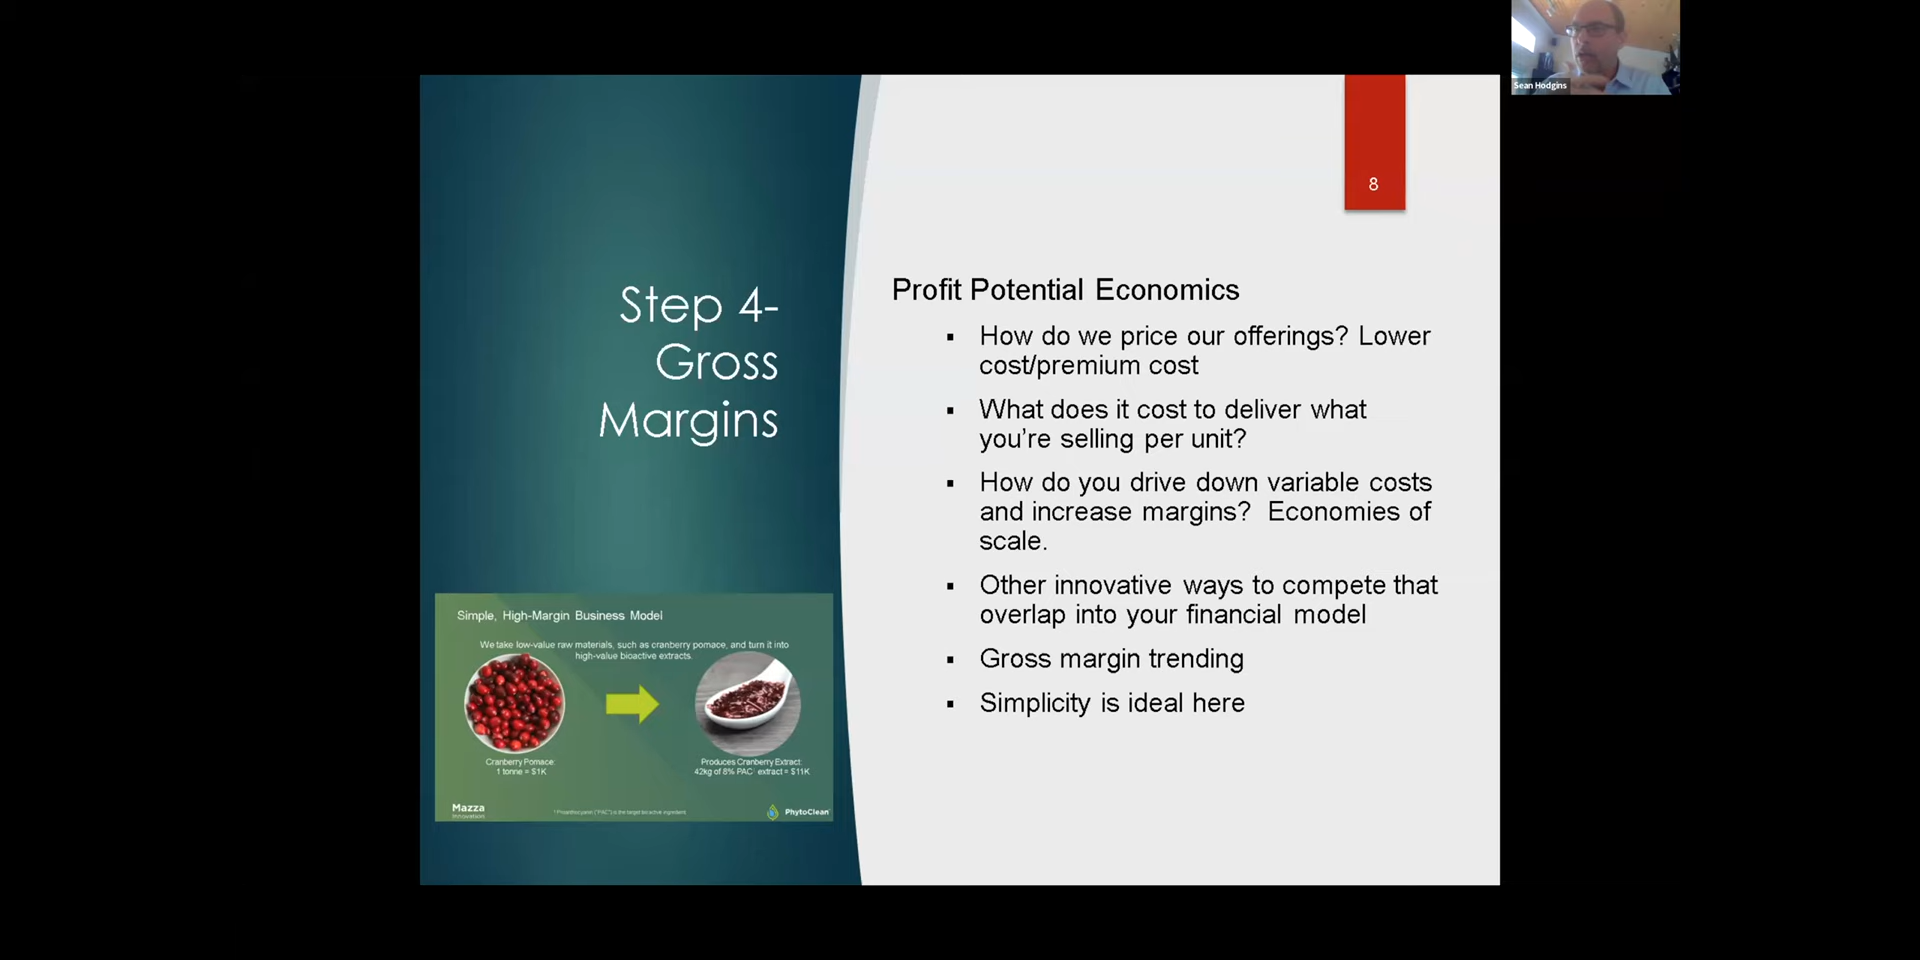 Sean Hodgins
8
Step 4-
Gross
Margins
Profit Potential Economics
▪ How do we price our offerings? Lower
cost/premium cost
▪ What does it cost to deliver what
you're selling per unit?
▪ How do you drive down variable costs
and increase margins? Economies of
scale.
▪ Other innovative ways to compete that
overlap into your financial model
▪ Gross margin trending
▪ Simplicity is ideal here
Simple, High-Margin Business Model
We take low-value raw materials, such as cranberry pomace, and turn it into
high-value bioactive extracts.
Cranberry Pomace:
1 tonne = $1K
Produces Cranberry Extract:
42kg of 8% PAC extract = $11K
Mazza
Innovation
is the target bioactive ingredient
PhytoClean